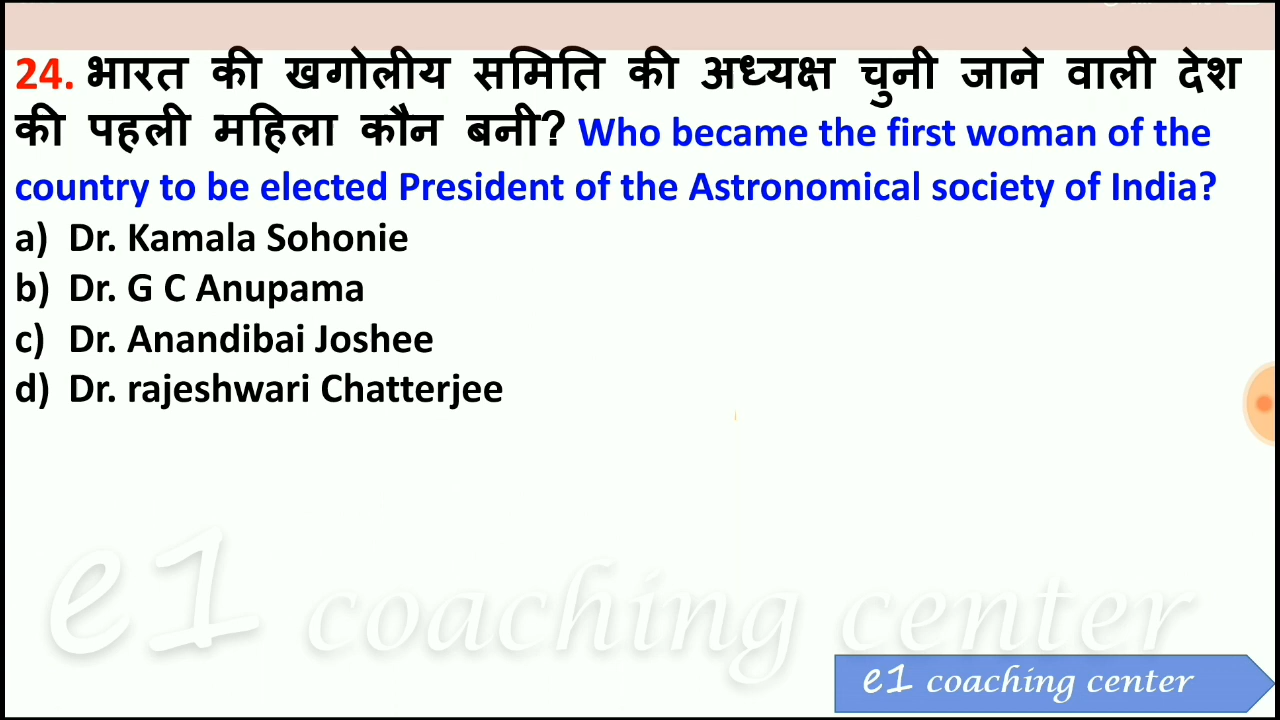 24. भारत की खगोलीय समिति की अध्यक्ष चुनी जाने वाली देश
की पहली महिला कौन बनी? Who became the first woman of the
country to be elected President of the Astronomical society of India?
a) Dr. Kamala Sohonie
b) Dr. G C Anupama
c) Dr. Anandibai Joshee
d) Dr. rajeshwari Chatterjee
e1 coaching center
e1 coaching center